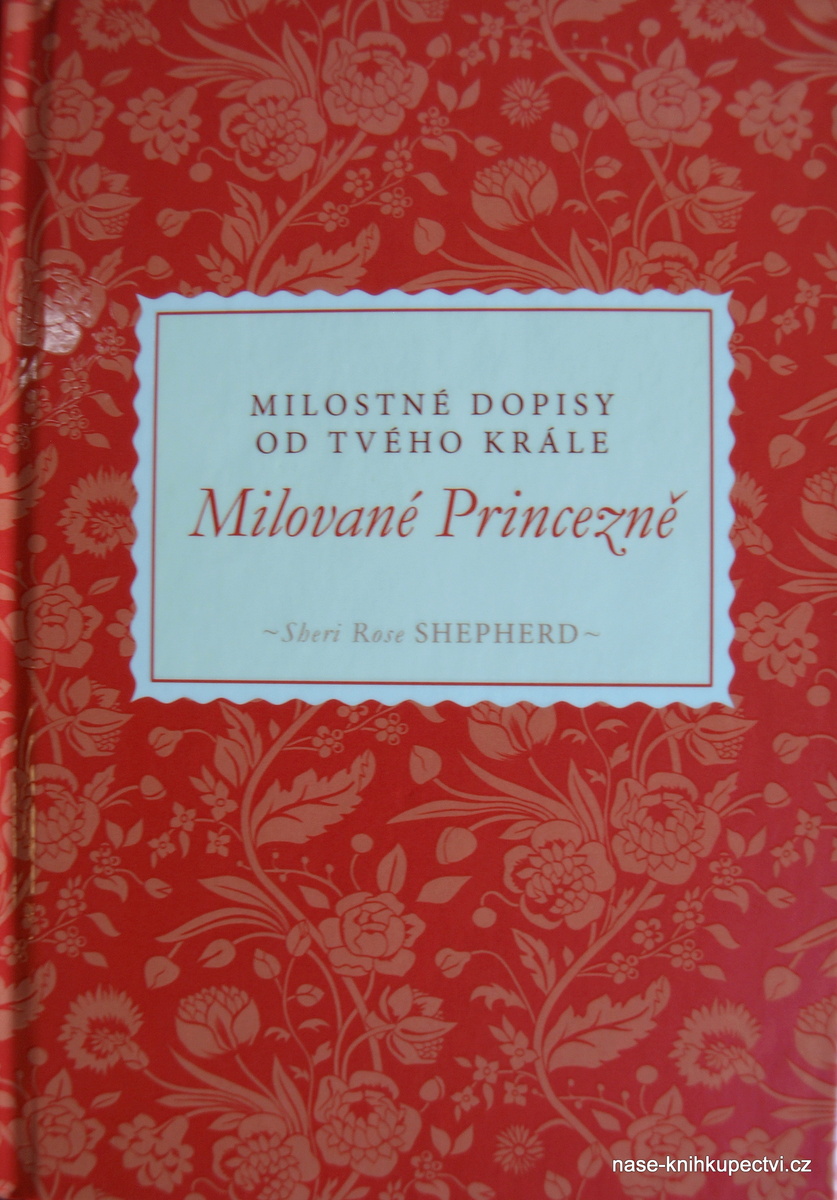 MILOSTNÉ DOPISY
OD TVÉHO KRÁLE
Milované Princezně
~Sheri Rose SHEPHERD~
nase-knihkupectvi.cz